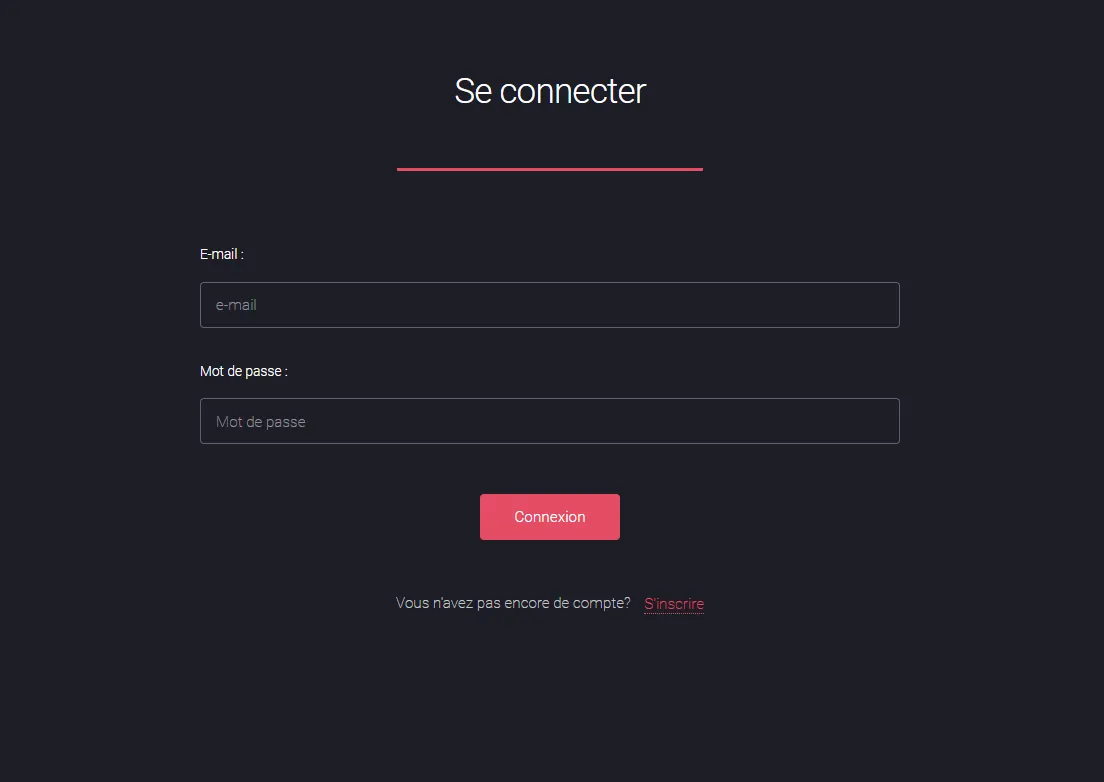 Se connecter
E-mail :
e-mail
Mot de passe :
Mot de passe
Connexion
Vous n'avez pas encore de compte? S'inscrire